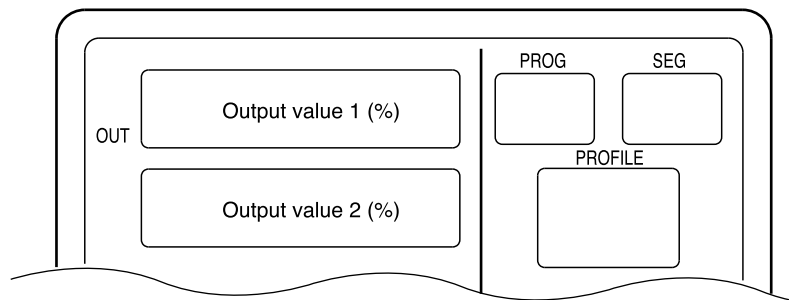 PROG
SEG
Output value 1 (%)
OUT
PROFILE
Output value 2 (%)